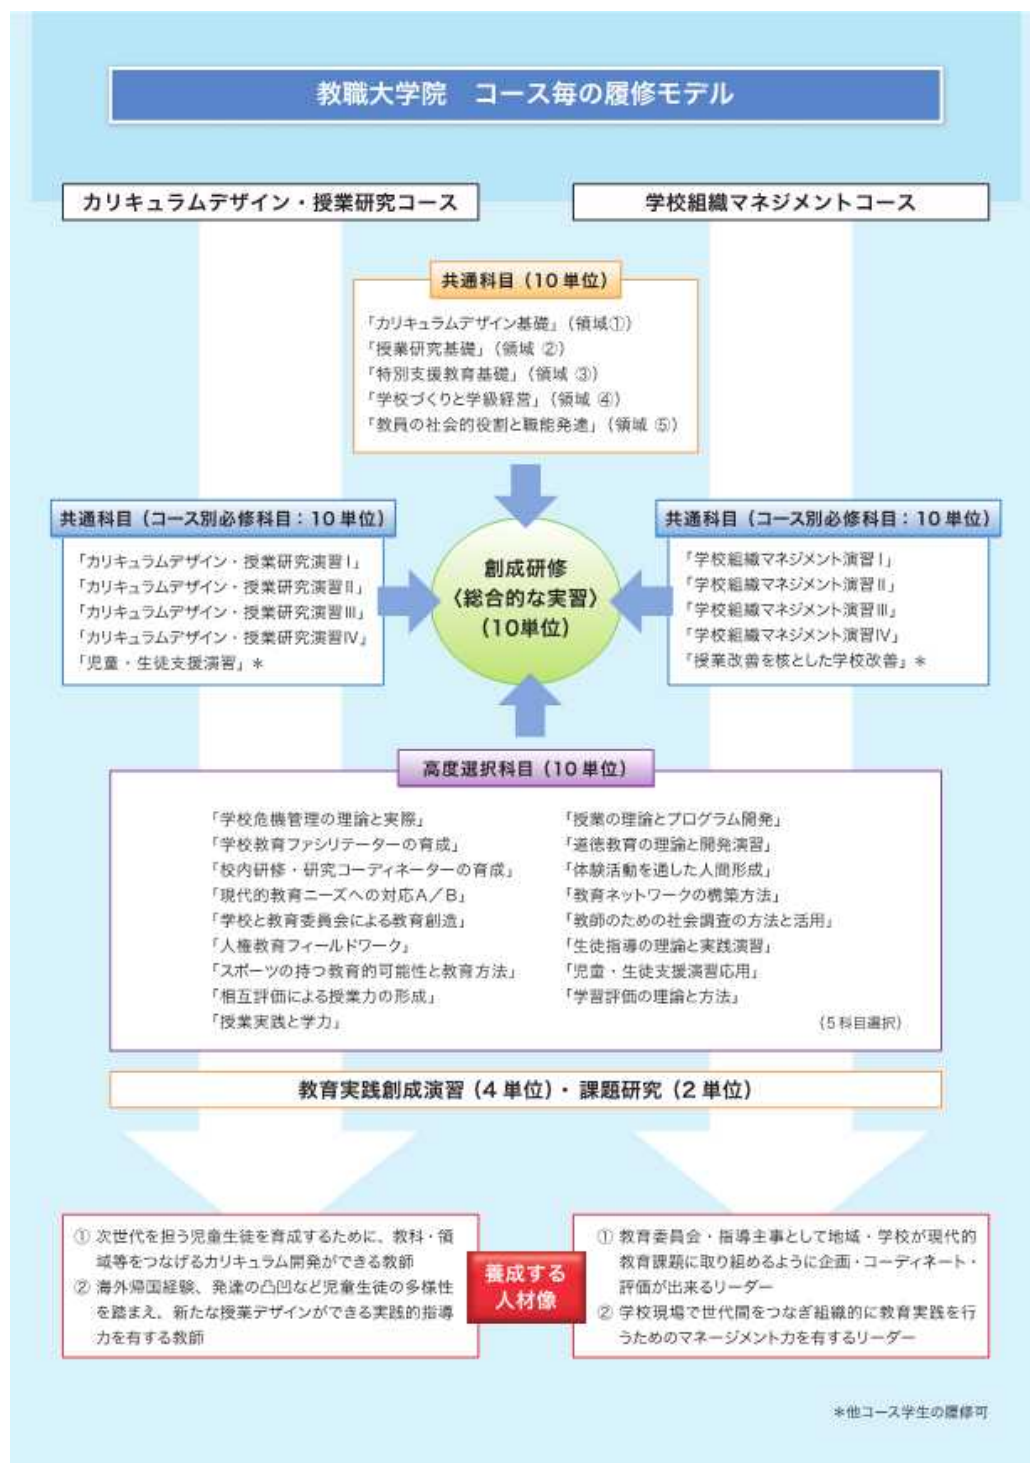 教職大学院　コース毎の履修モデル
カリキュラムデザイン・授業研究コース
学校組織マネジメントコース
共通科目（10 単位）
「カリキュラムデザイン基礎」（領域①）
「授業研究基礎」（領域 ②）
「特別支援教育基礎」（領域 ③）
「学校づくりと学級経営」（領域 ④）
「教員の社会的役割と職能発達」（領域 ⑤）
共通科目（コース別必修科目：10 単位）
「カリキュラムデザイン・授業研究演習Ⅰ」
「カリキュラムデザイン・授業研究演習Ⅱ」
「カリキュラムデザイン・授業研究演習Ⅲ」
「カリキュラムデザイン・授業研究演習Ⅳ」
「児童・生徒支援演習」＊
創成研修
〈総合的な実習〉
（10単位）
共通科目（コース別必修科目：10 単位）
「学校組織マネジメント演習Ⅰ」
「学校組織マネジメント演習Ⅱ」
「学校組織マネジメント演習Ⅲ」
「学校組織マネジメント演習Ⅳ」
「授業改善を核とした学校改善」＊
高度選択科目（10 単位）
「学校危機管理の理論と実際」
「学校教育ファシリテーターの育成」
「校内研修・研究コーディネーターの育成」
「現代的教育ニーズへの対応A／B」
「学校と教育委員会による教育創造」
「人権教育フィールドワーク」
「スポーツの持つ教育的可能性と教育方法」
「相互評価による授業力の形成」
「授業実践と学力」
「授業の理論とプログラム開発」
「道徳教育の理論と開発演習」
「体験活動を通した人間形成」
「教育ネットワークの構築方法」
「教師のための社会調査の方法と活用」
「生徒指導の理論と実践演習」
「児童・生徒支援演習応用」
「学習評価の理論と方法」
（5 科目選択）
教育実践創成演習（4 単位）・課題研究（2 単位）
① 次世代を担う児童生徒を育成するために、教科・領
域等をつなげるカリキュラム開発ができる教師
② 海外帰国経験、発達の凸凹など児童生徒の多様性
を踏まえ、新たな授業デザインができる実践的指導
力を有する教師
養成する
人材像
① 教育委員会・指導主事として地域・学校が現代的
教育課題に取り組めるように企画・コーディネート・
評価が出来るリーダー
② 学校現場で世代間をつなぎ組織的に教育実践を行
うためのマネージメント力を有するリーダー
＊他コース学生の履修可